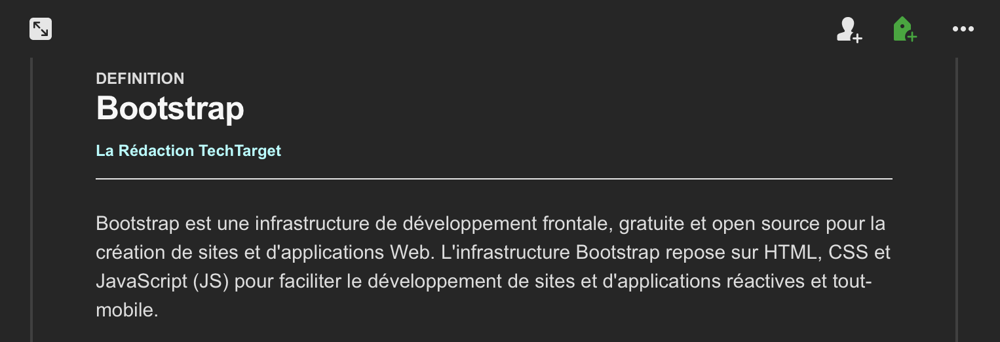 DEFINITION
Bootstrap
La Rédaction TechTarget
Bootstrap est une infrastructure de développement frontale, gratuite et open source pour la
création de sites et d'applications Web. L'infrastructure Bootstrap repose sur HTML, CSS et
JavaScript (JS) pour faciliter le développement de sites et d'applications réactives et tout-
mobile.